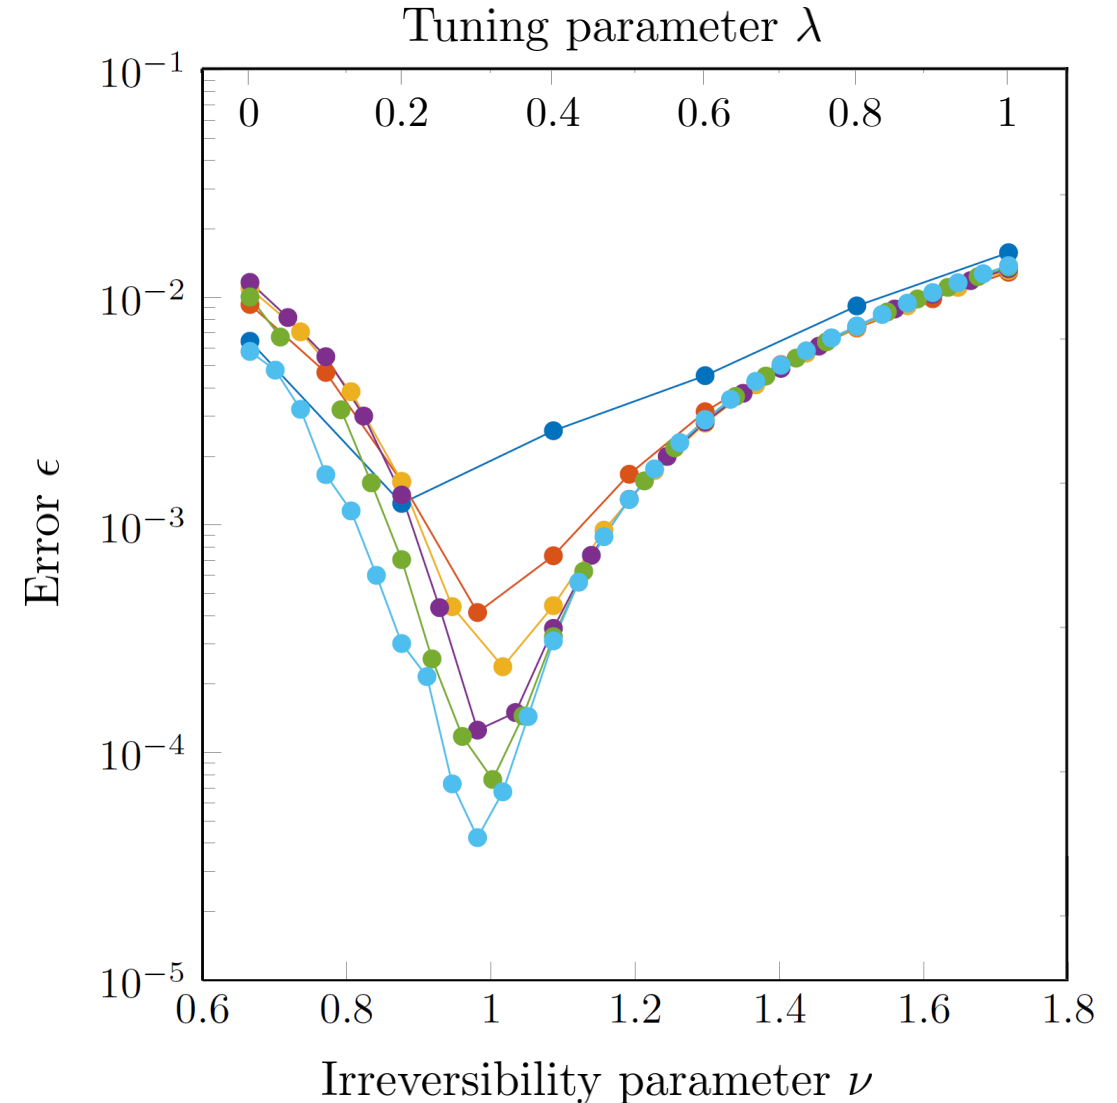 Tuning parameter λ
0 0.2 0.4 0.6 0.8 1
10⁻¹
10⁻²
10⁻³
10⁻⁴
10⁻⁵
Error ϵ
0.6 0.8 1 1.2 1.4 1.6 1.8
Irreversibility parameter ν